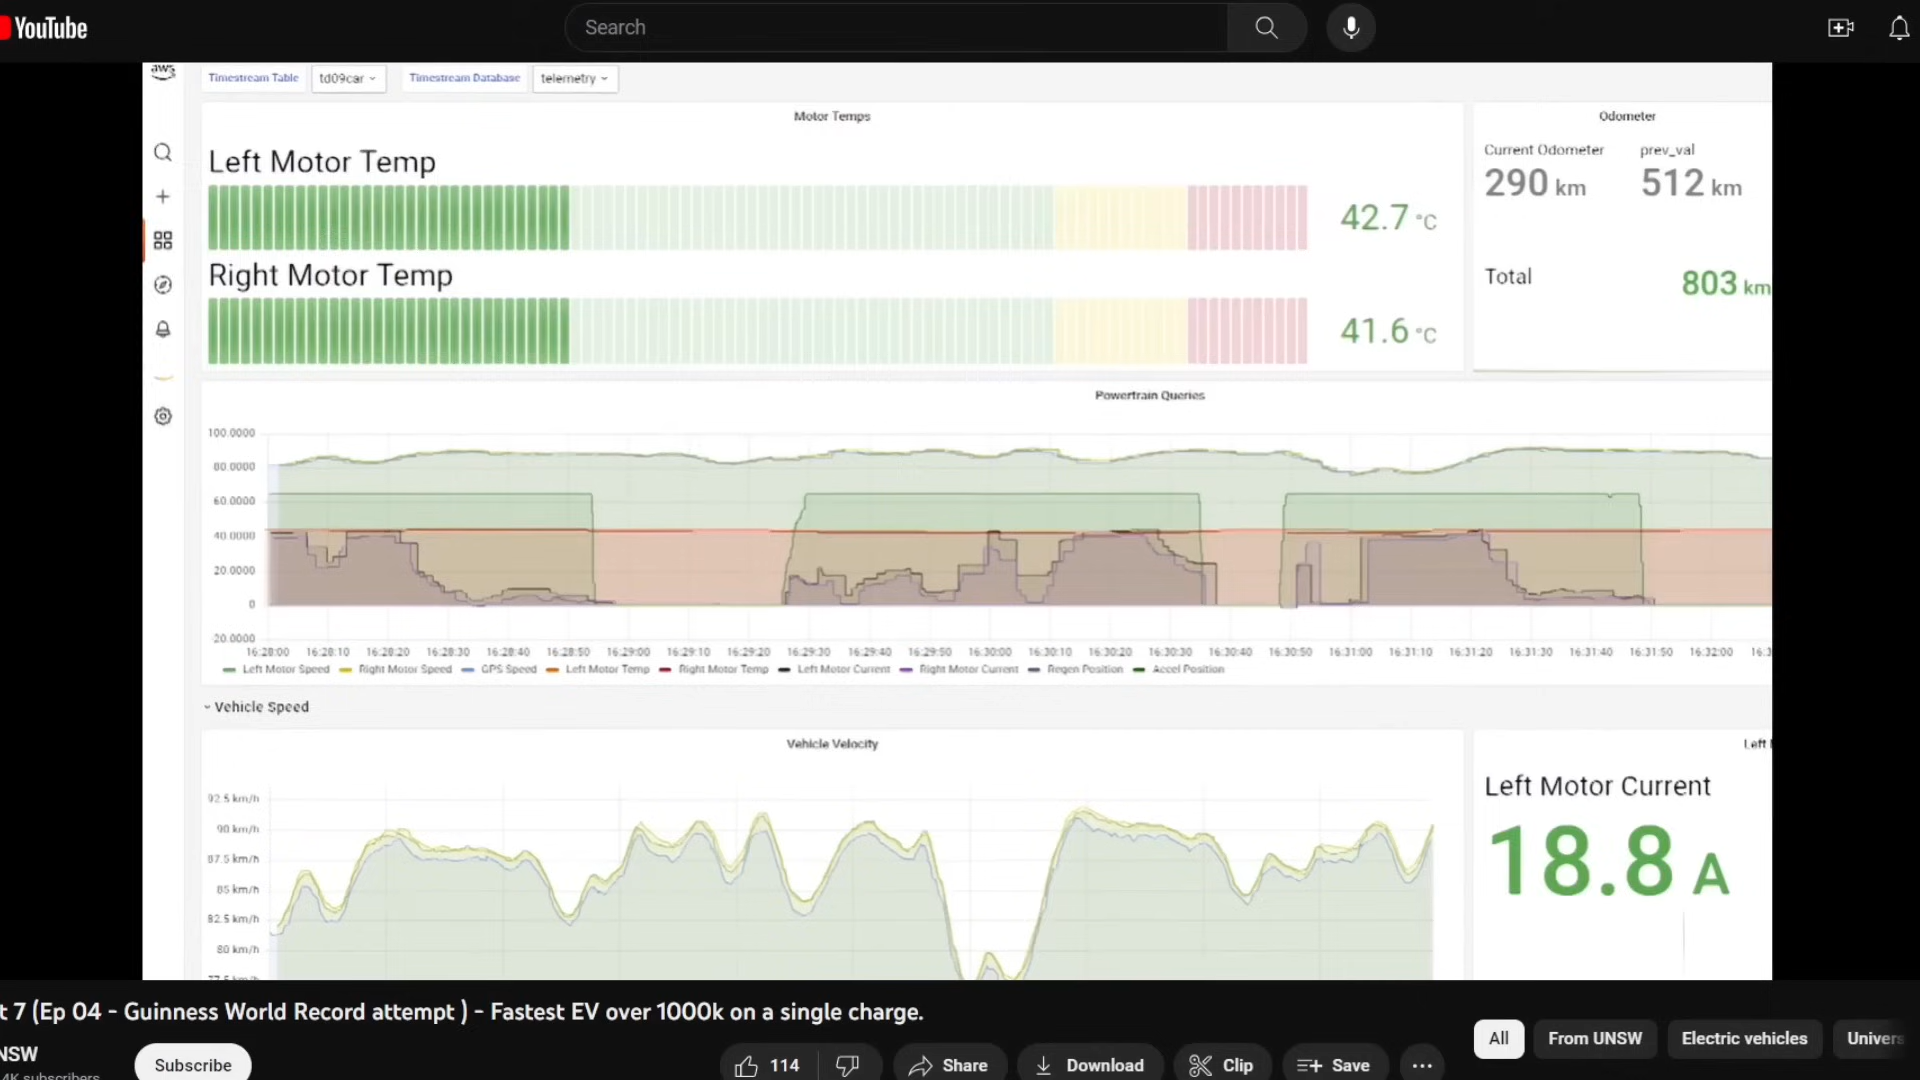 YouTube
Search
aws
Timestream Table td09car Timestream Database telemetry
Motor Temps
Left Motor Temp
42.7 °C
Right Motor Temp
41.6 °C
Odometer
Current Odometer prev_val
290 km 512 km
Total 803 km
Powertrain Queries
100.0000
80.0000
60.0000
40.0000
20.0000
0
20.0000
16:28:00 16:28:10 16:28:20 16:28:30 16:28:40 16:28:50 16:29:00 16:29:10 16:29:20 16:29:30 16:29:40 16:29:50 16:30:00 16:30:10 16:30:20 16:30:30 16:30:40 16:30:50 16:31:00 16:31:10 16:31:20 16:31:30 16:31:40 16:31:50 16:32:00 16:3
Left Motor Speed Right Motor Speed GPS Speed Left Motor Temp Right Motor Temp Left Motor Current Right Motor Current Regen Position Accel Position
Vehicle Speed
Vehicle Velocity
92.5 km/h
90 km/h
87.5 km/h
85 km/h
82.5 km/h
80 km/h
77.5 km/h
Left
Left Motor Current
18.8 A
t 7 (Ep 04 - Guinness World Record attempt ) - Fastest EV over 1000k on a single charge.
NSW
4K subscribers
Subscribe
114
Share
Download
Clip
Save
All
From UNSW
Electric vehicles
Univers